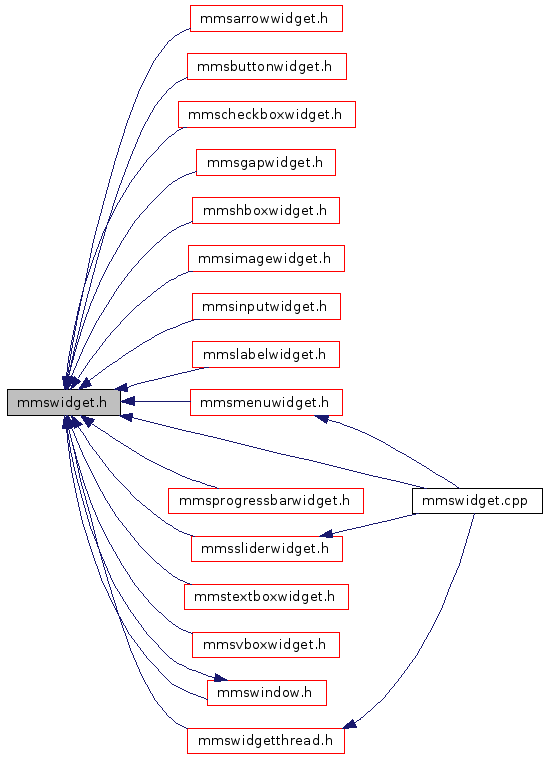 mmsarrowwidget.h
mmsbuttonwidget.h
mmscheckboxwidget.h
mmsgapwidget.h
mmshboxwidget.h
mmsimagewidget.h
mmsinputwidget.h
mmslabelwidget.h
mmswidget.h
mmsmenuwidget.h
mmsprogressbarwidget.h
mmswidget.cpp
mmssliderwidget.h
mmstextboxwidget.h
mmsvboxwidget.h
mmswindow.h
mmswidgetthread.h